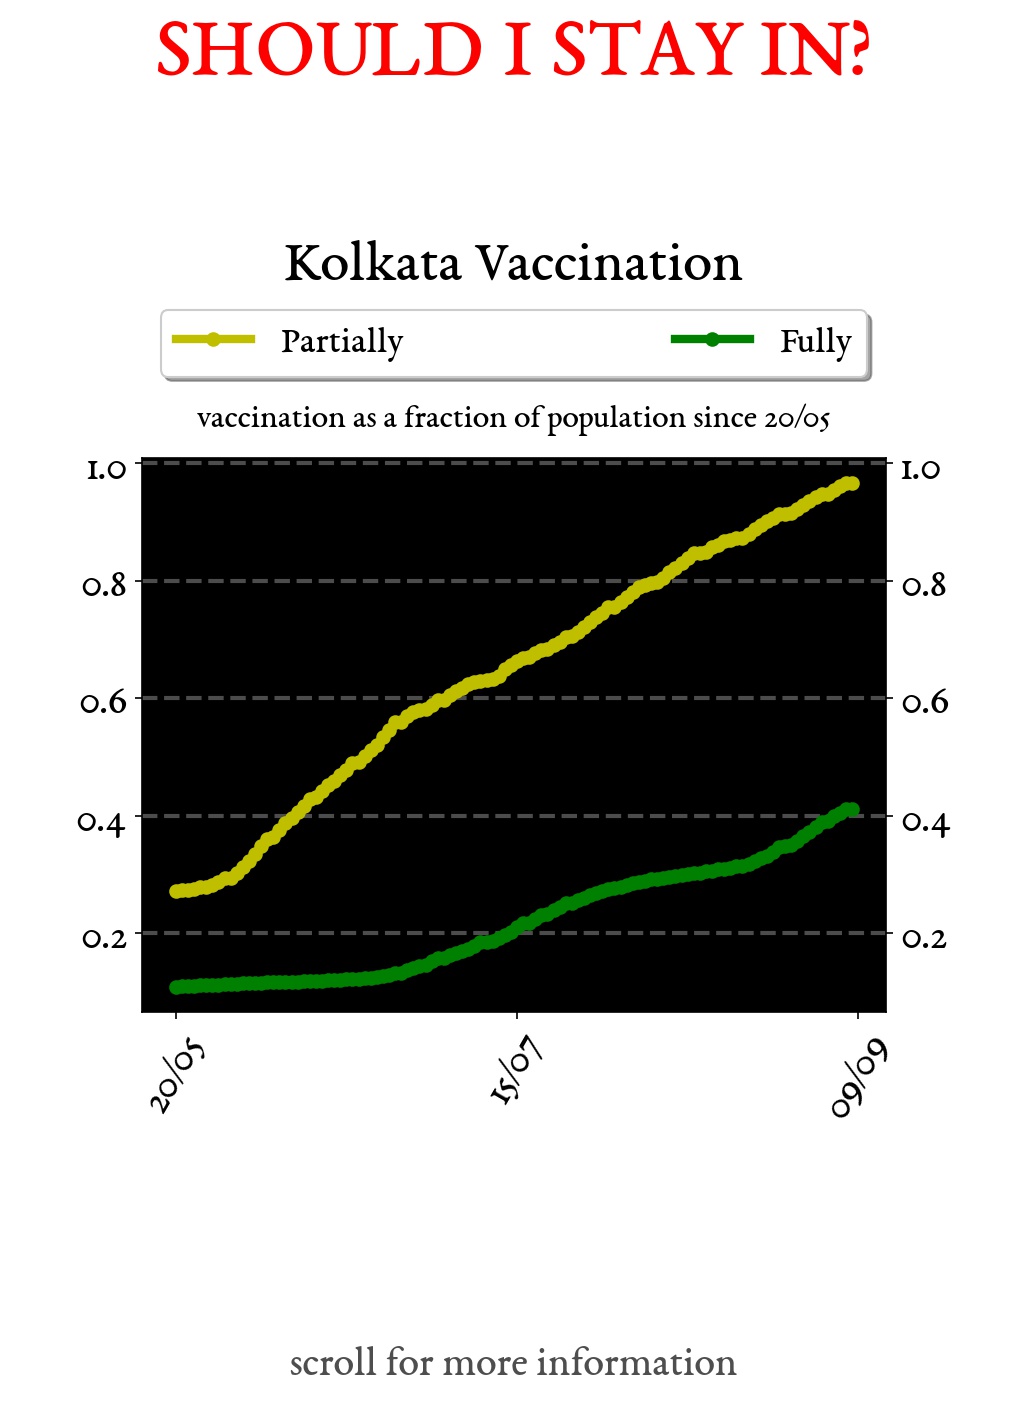 SHOULD I STAY IN?
Kolkata Vaccination
Partially Fully
vaccination as a fraction of population since 20/05
1.0 1.0
0.8 0.8
0.6 0.6
0.4 0.4
0.2 0.2
20/05 15/07 09/09
scroll for more information